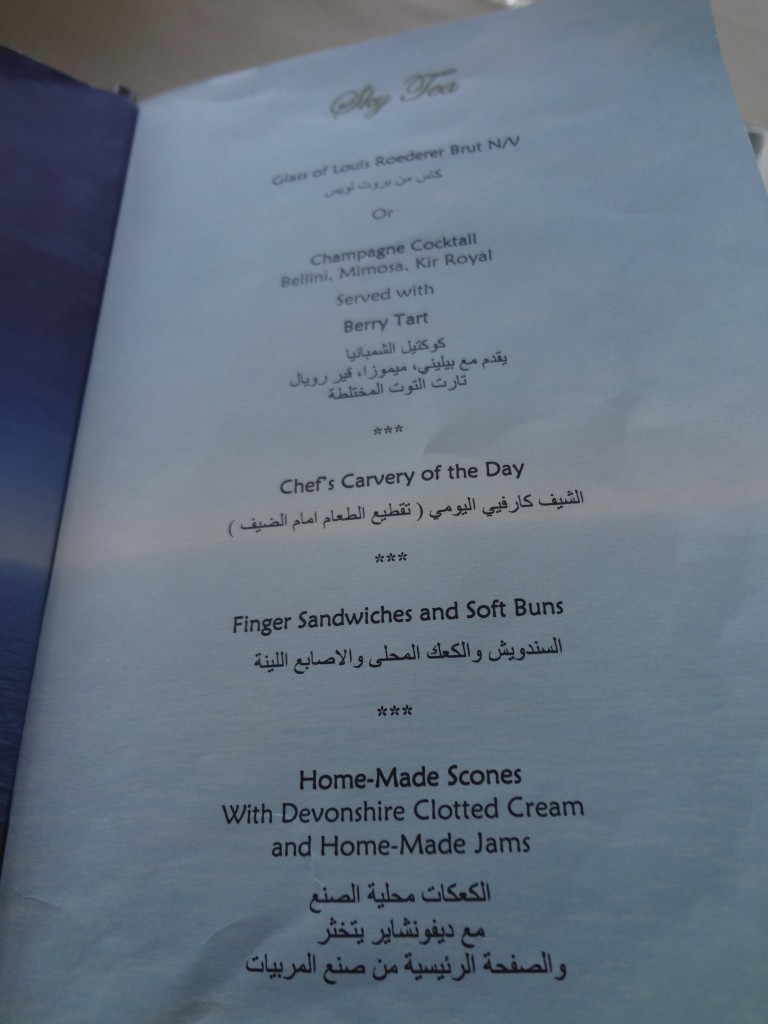 Sky Tea
Glass of Louis Roederer Brut N/V
كاس من بروت لويس
Or
Champagne Cocktail
Bellini, Mimosa, Kir Royal
Served with
Berry Tart
كوكتيل الشمبانيا
يقدم مع بيليني، ميموزا، قير رويال
تارت التوت المختلطة
***
Chef's Carvery of the Day
الشيف كارفيي اليومي ( تقطيع الطعام امام الضيف )
***
Finger Sandwiches and Soft Buns
السندويش والكعك المحلى والاصابع اللينة
***
Home-Made Scones
With Devonshire Clotted Cream
and Home-Made Jams
الكعكات محلية الصنع
مع ديفونشاير يتخثر
والصفحة الرئيسية من صنع المربيات